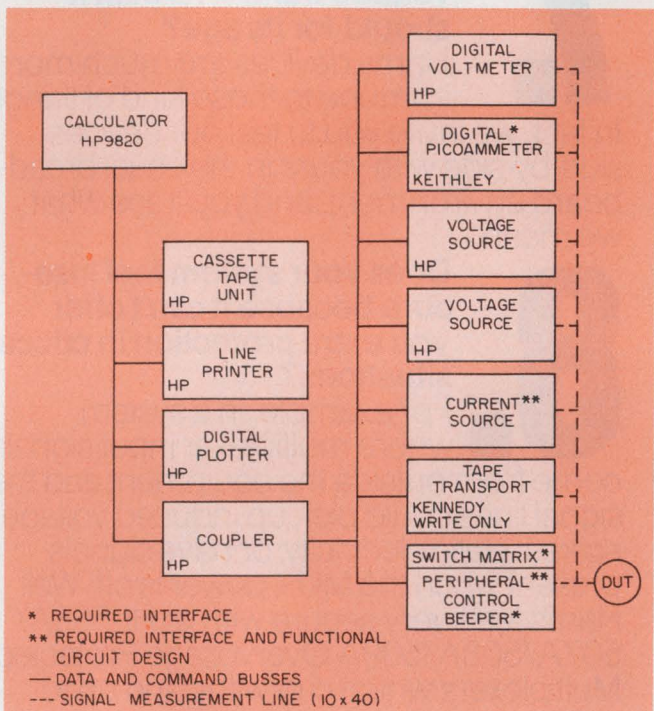 CALCULATOR
HP9820
CASSETTE
TAPE
UNIT
HP
LINE
PRINTER
HP
DIGITAL
PLOTTER
HP
COUPLER
HP
DIGITAL
VOLTMETER
HP
DIGITAL*
PICOAMMETER
KEITHLEY
VOLTAGE
SOURCE
HP
VOLTAGE
SOURCE
HP
CURRENT**
SOURCE
TAPE
TRANSPORT
KENNEDY
WRITE ONLY
SWITCH MATRIX*
PERIPHERAL**
CONTROL
BEEPER*
DUT
* REQUIRED INTERFACE
** REQUIRED INTERFACE AND FUNCTIONAL
CIRCUIT DESIGN
— DATA AND COMMAND BUSSES
--- SIGNAL MEASUREMENT LINE (10 x 40)